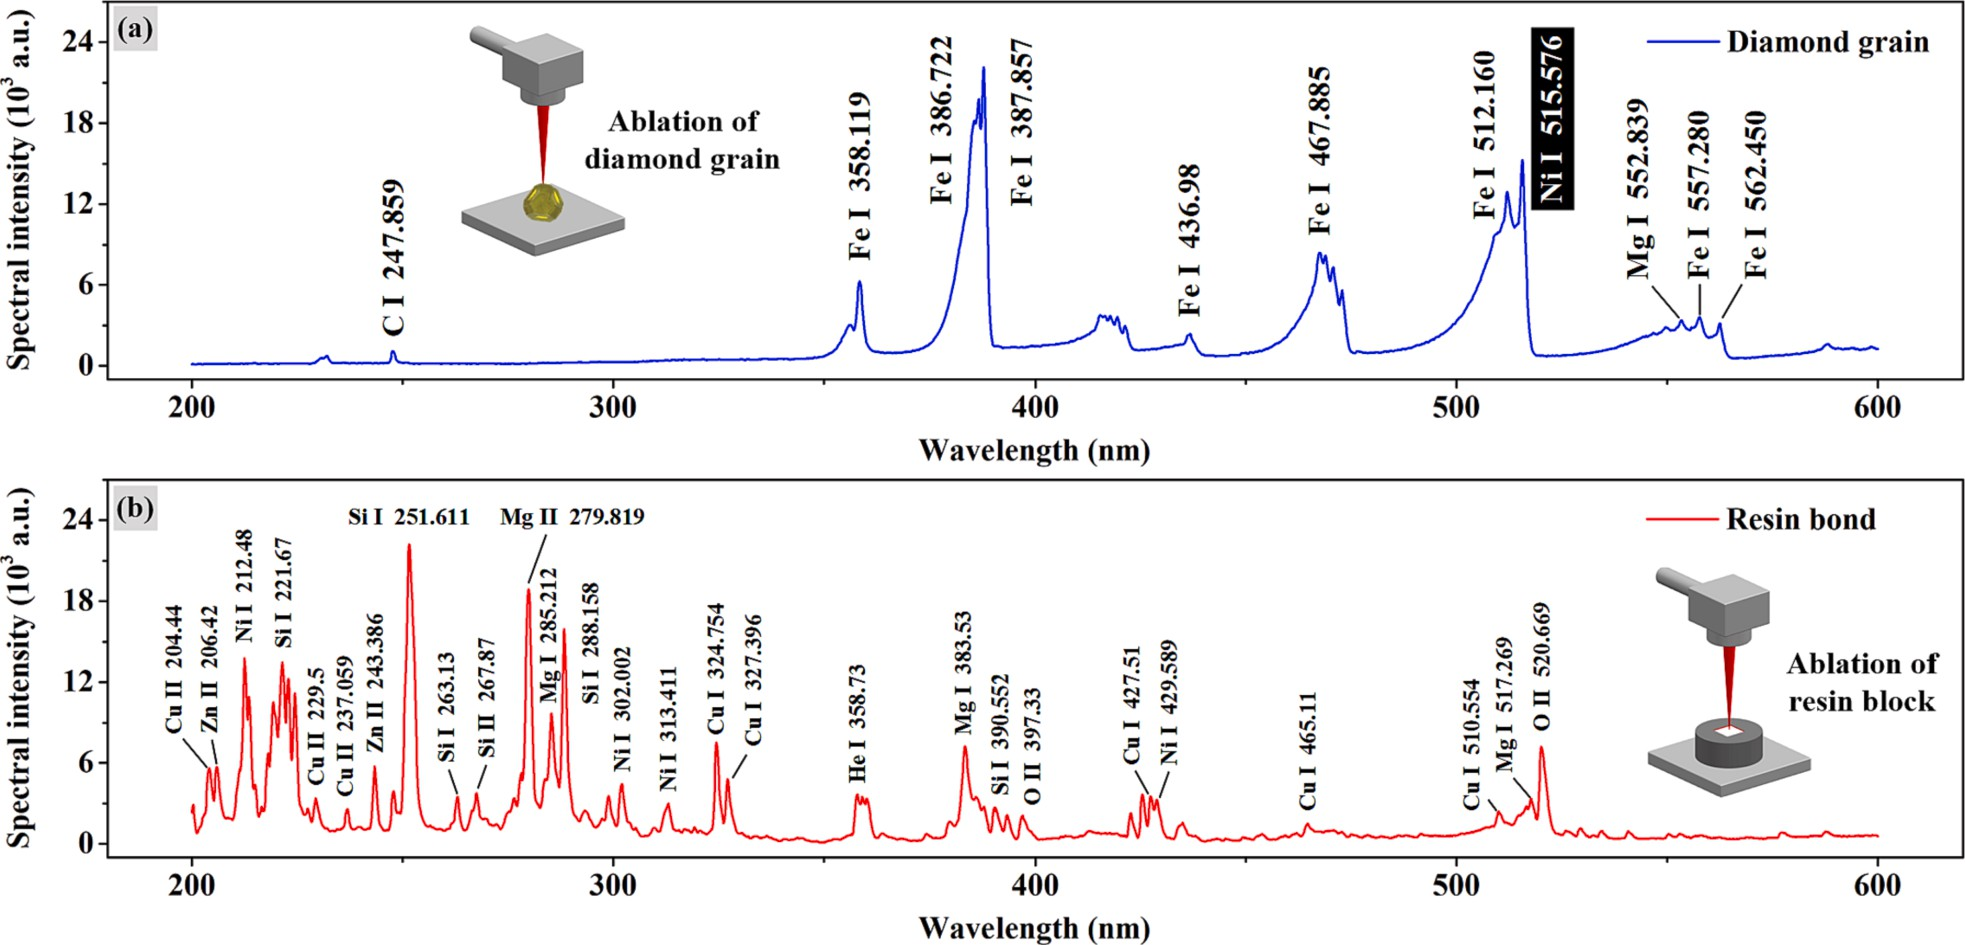 (a)
Spectral intensity (10³ a.u.)
24
18
12
6
0
Ablation of
diamond grain
Diamond grain
C I 247.859
Fe I 358.119
Fe I 386.722
Fe I 387.857
Fe I 436.98
Fe I 467.885
Fe I 512.160
Ni I 515.576
Mg I 552.839
Fe I 557.280
Fe I 562.450
200
300
400
500
600
Wavelength (nm)
(b)
Spectral intensity (10³ a.u.)
24
18
12
6
0
Resin bond
Ablation of
resin block
Cu II 204.44
Zn II 206.42
Ni I 212.48
Si I 221.67
Cu II 229.5
Cu II 237.059
Zn II 243.386
Si I 251.611
Si I 263.13
Si II 267.87
Mg II 279.819
Mg I 285.212
Si I 288.158
Ni I 302.002
Ni I 313.411
Cu I 324.754
Cu I 327.396
He I 358.73
Mg I 383.53
Si I 390.552
O II 397.33
Cu I 427.51
Ni I 429.589
Cu I 465.11
Cu I 510.554
Mg I 517.269
O II 520.669
200
300
400
500
600
Wavelength (nm)